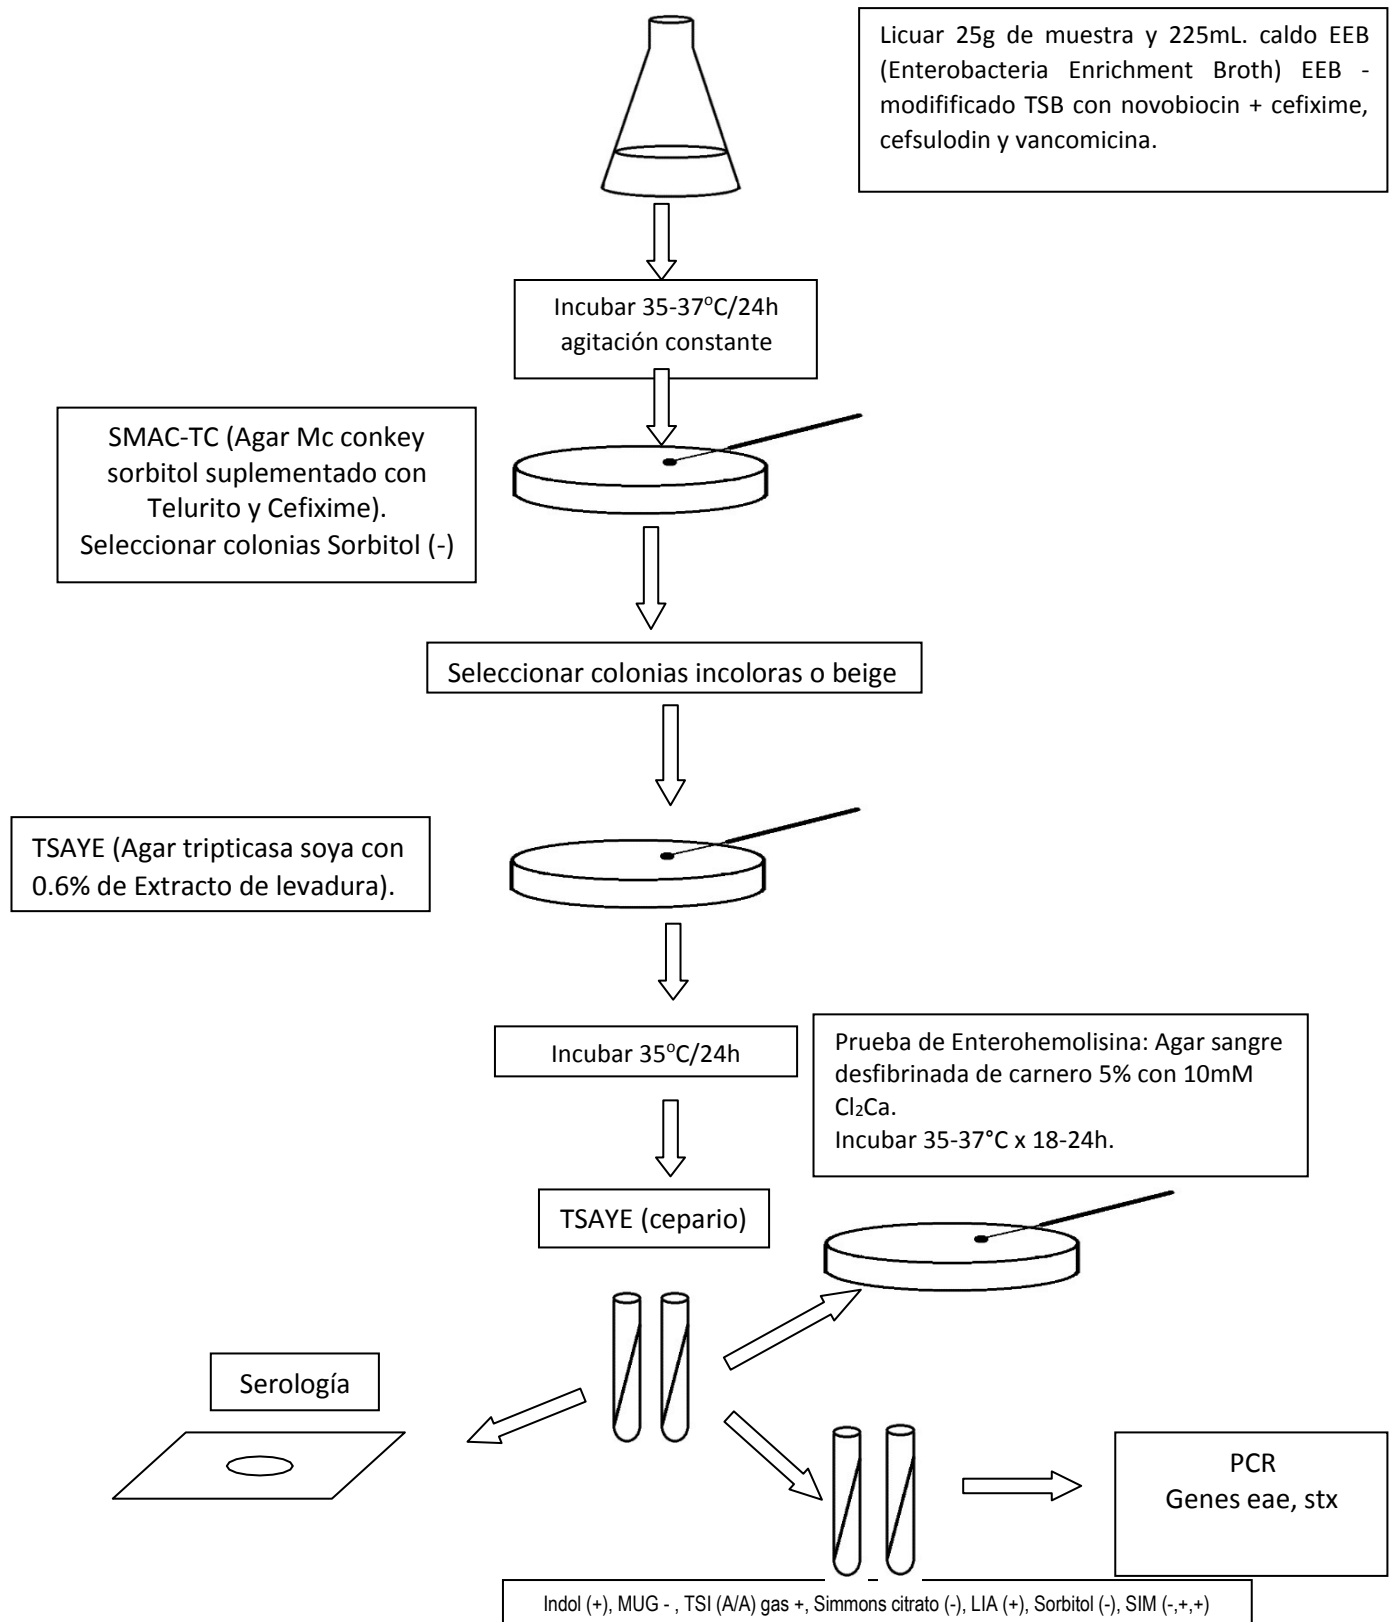 Licuar 25g de muestra y 225mL. caldo EEB
(Enterobacteria Enrichment Broth) EEB -
modifificado TSB con novobiocin + cefixime,
cefsulodin y vancomicina.
Incubar 35-37°C/24h
agitación constante
SMAC-TC (Agar Mc conkey
sorbitol suplementado con
Telurito y Cefixime).
Seleccionar colonias Sorbitol (-)
Seleccionar colonias incoloras o beige
TSAYE (Agar tripticasa soya con
0.6% de Extracto de levadura).
Incubar 35°C/24h
Prueba de Enterohemolisina: Agar sangre
desfibrinada de carnero 5% con 10mM
Cl₂Ca.
Incubar 35-37°C x 18-24h.
TSAYE (cepario)
Serología
PCR
Genes eae, stx
Indol (+), MUG - , TSI (A/A) gas +, Simmons citrato (-), LIA (+), Sorbitol (-), SIM (-,+,+)